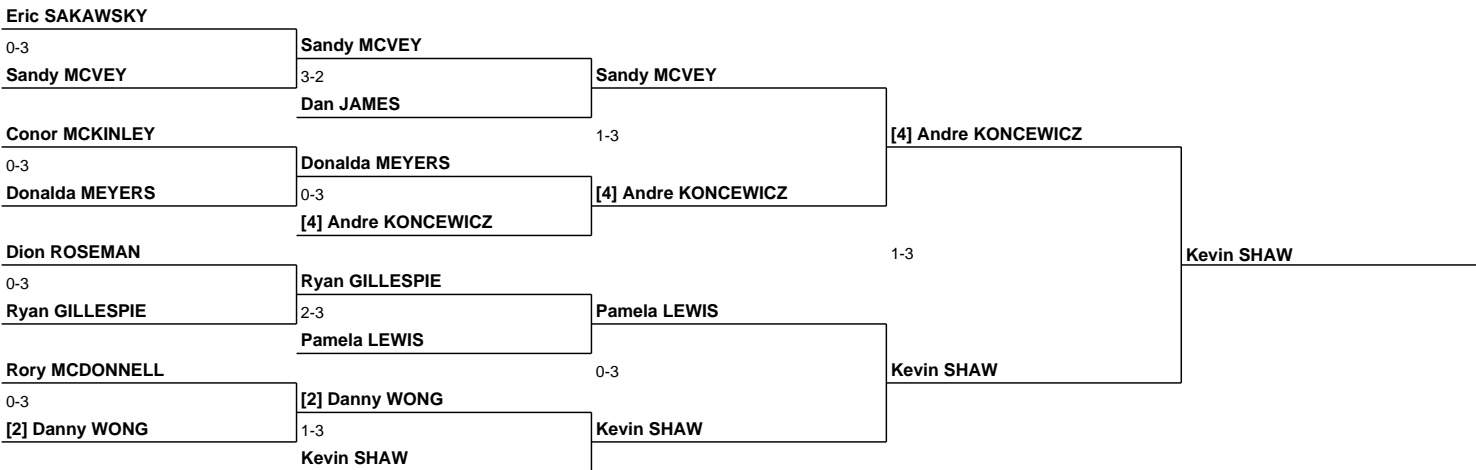 Eric SAKAWSKY
0-3
Sandy MCVEY
Sandy MCVEY
3-2
Dan JAMES
Sandy MCVEY
Conor MCKINLEY
0-3
Donalda MEYERS
Donalda MEYERS
0-3
[4] Andre KONCEWICZ
1-3
[4] Andre KONCEWICZ
[4] Andre KONCEWICZ
Dion ROSEMAN
0-3
Ryan GILLESPIE
Ryan GILLESPIE
2-3
Pamela LEWIS
Pamela LEWIS
Rory MCDONNELL
0-3
[2] Danny WONG
[2] Danny WONG
1-3
Kevin SHAW
0-3
Kevin SHAW
Kevin SHAW
1-3
Kevin SHAW